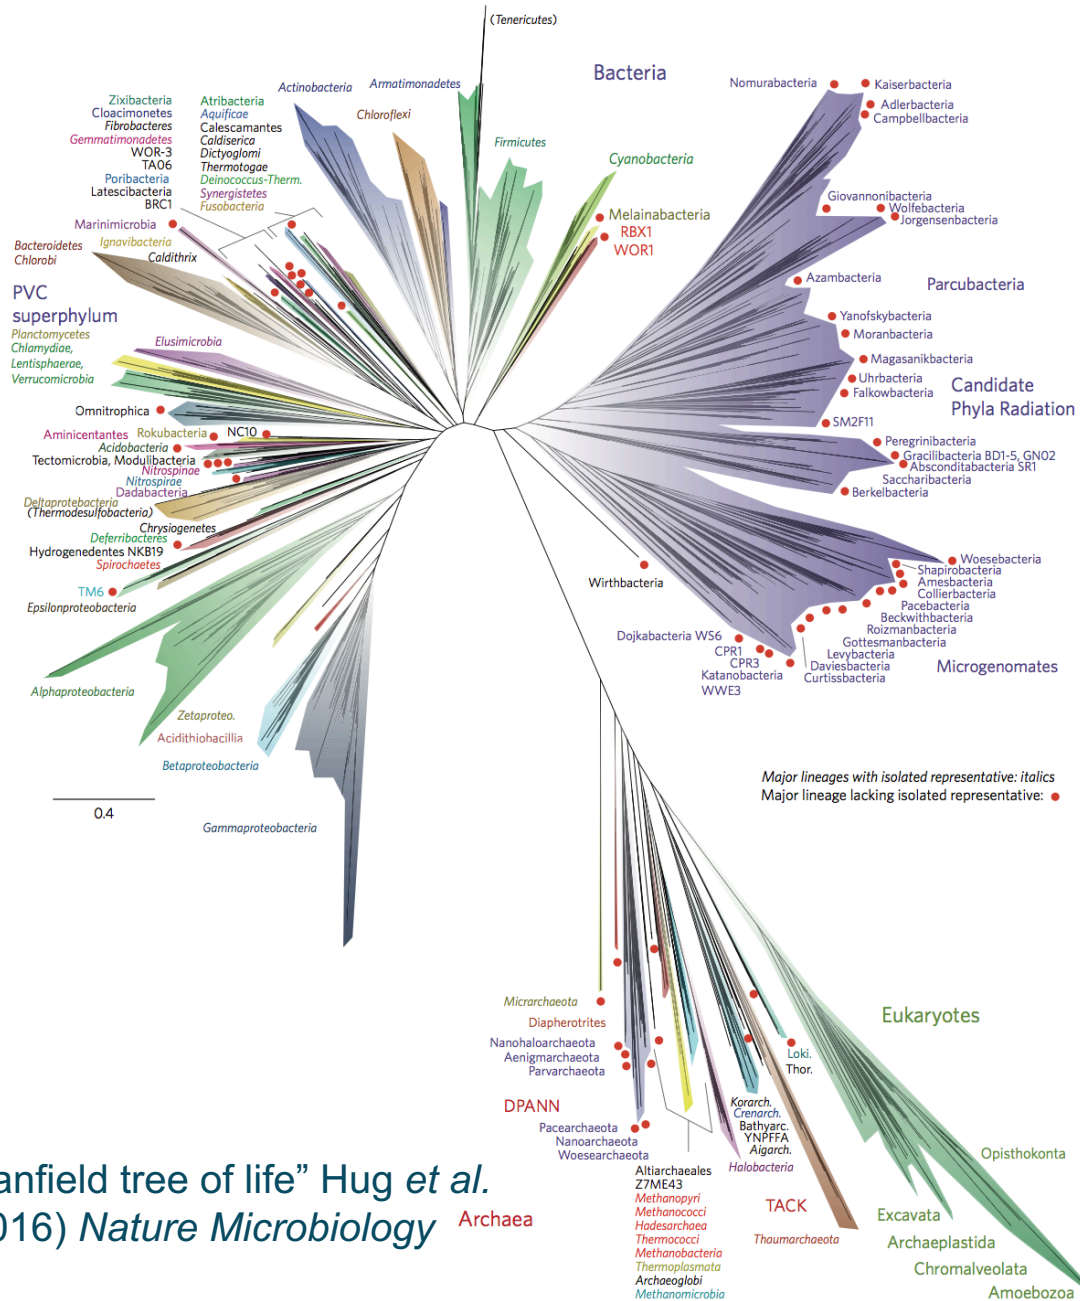 (Tenericutes)
Bacteria
Actinobacteria
Armatimonadetes
Chloroflexi
Firmicutes
Cyanobacteria
Melainabacteria
RBX1
WOR1
Zixibacteria
Cloacimonetes
Fibrobacteres
Gemmatimonadetes
WOR-3
TA06
Poribacteria
Latescibacteria
BRC1
Atribacteria
Aquificae
Calescamantes
Caldiserica
Dictyoglomi
Thermotogae
Deinococcus-Therm.
Synergistetes
Fusobacteria
Marinimicrobia
Ignavibacteria
Bacteroidetes
Chlorobi
Caldithrix
PVC
superphylum
Planctomycetes
Chlamydiae,
Lentisphaerae,
Verrucomicrobia
Elusimicrobia
Omnitrophica
Aminicentantes
Rokubacteria
NC10
Acidobacteria
Tectomicrobia, Modulibacteria
Nitrospinae
Nitrospirae
Dadabacteria
Deltaprotebacteria
(Thermodesulfobacteria)
Chrysiogenetes
Deferribacteres
Hydrogenedentes NKB19
Spirochaetes
TM6
Epsilonproteobacteria
Alphaproteobacteria
Zetaproteo.
Acidithiobacillia
Betaproteobacteria
Gammaproteobacteria
0.4
Nomurabacteria
Kaiserbacteria
Adlerbacteria
Campbellbacteria
Giovannonibacteria
Wolfebacteria
Jorgensenbacteria
Azambacteria
Parcubacteria
Yanofskybacteria
Moranbacteria
Magasanikbacteria
Uhrbacteria
Falkowbacteria
Candidate
Phyla Radiation
SM2F11
Peregrinibacteria
Gracilibacteria BD1-5, GN02
Absconditabacteria SR1
Saccharibacteria
Berkelbacteria
Woesebacteria
Shapirobacteria
Amesbacteria
Collierbacteria
Pacebacteria
Beckwithbacteria
Roizmanbacteria
Gottesmanbacteria
Levybacteria
Daviesbacteria
Curtissbacteria
Microgenomates
Wirthbacteria
Dojkabacteria WS6
CPR1
CPR3
Katanobacteria
WWE3
Major lineages with isolated representative: italics
Major lineage lacking isolated representative:
Micrarchaeota
Diapherotrites
Nanohaloarchaeota
Aenigmarchaeota
Parvarchaeota
DPANN
Pacearchaeota
Nanoarchaeota
Woesearchaeota
Altiarchaeales
Z7ME43
Methanopyri
Methanococci
Hadesarchaea
Thermococci
Methanobacteria
Thermoplasmata
Archaeoglobi
Methanomicrobia
Halobacteria
Korarch.
Crenarch.
Bathyarc.
YNPFFA
Aigarch.
TACK
Thaumarchaeota
Loki.
Thor.
Eukaryotes
Opisthokonta
Excavata
Archaeplastida
Chromalveolata
Amoebozoa
Archaea
anfield tree of life” Hug et al.
016) Nature Microbiology